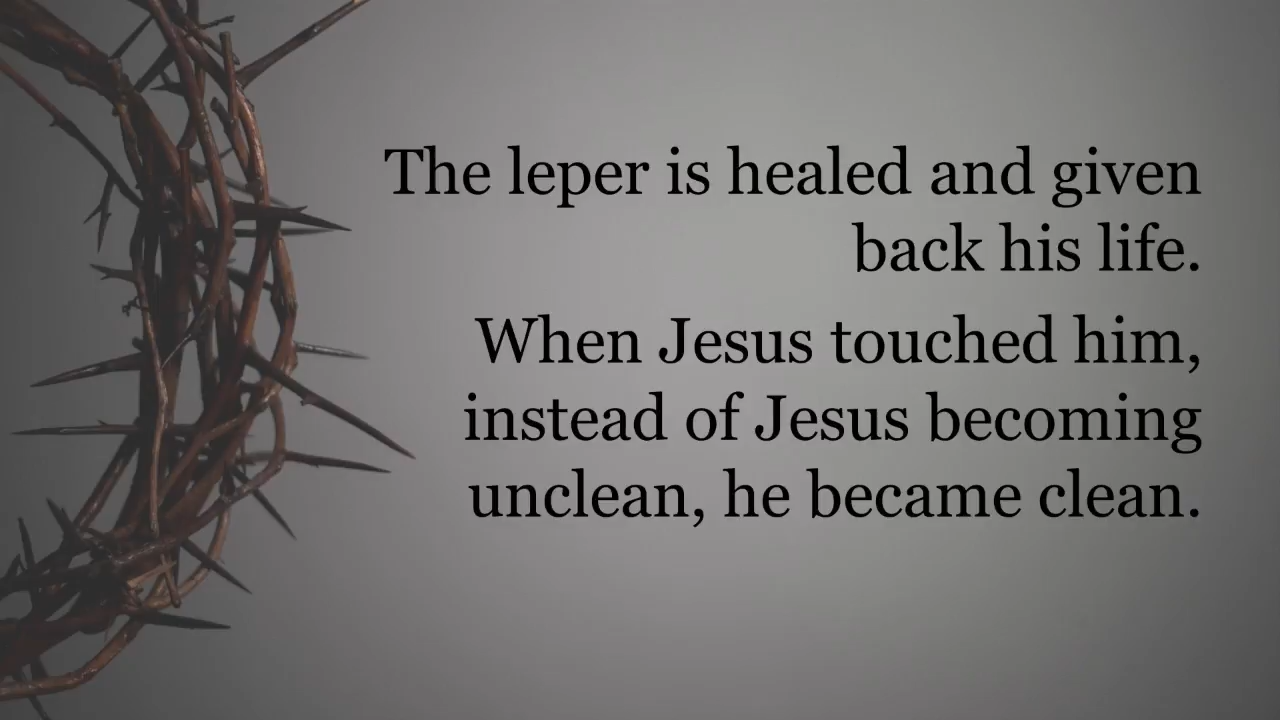 The leper is healed and given
back his life.
When Jesus touched him,
instead of Jesus becoming
unclean, he became clean.